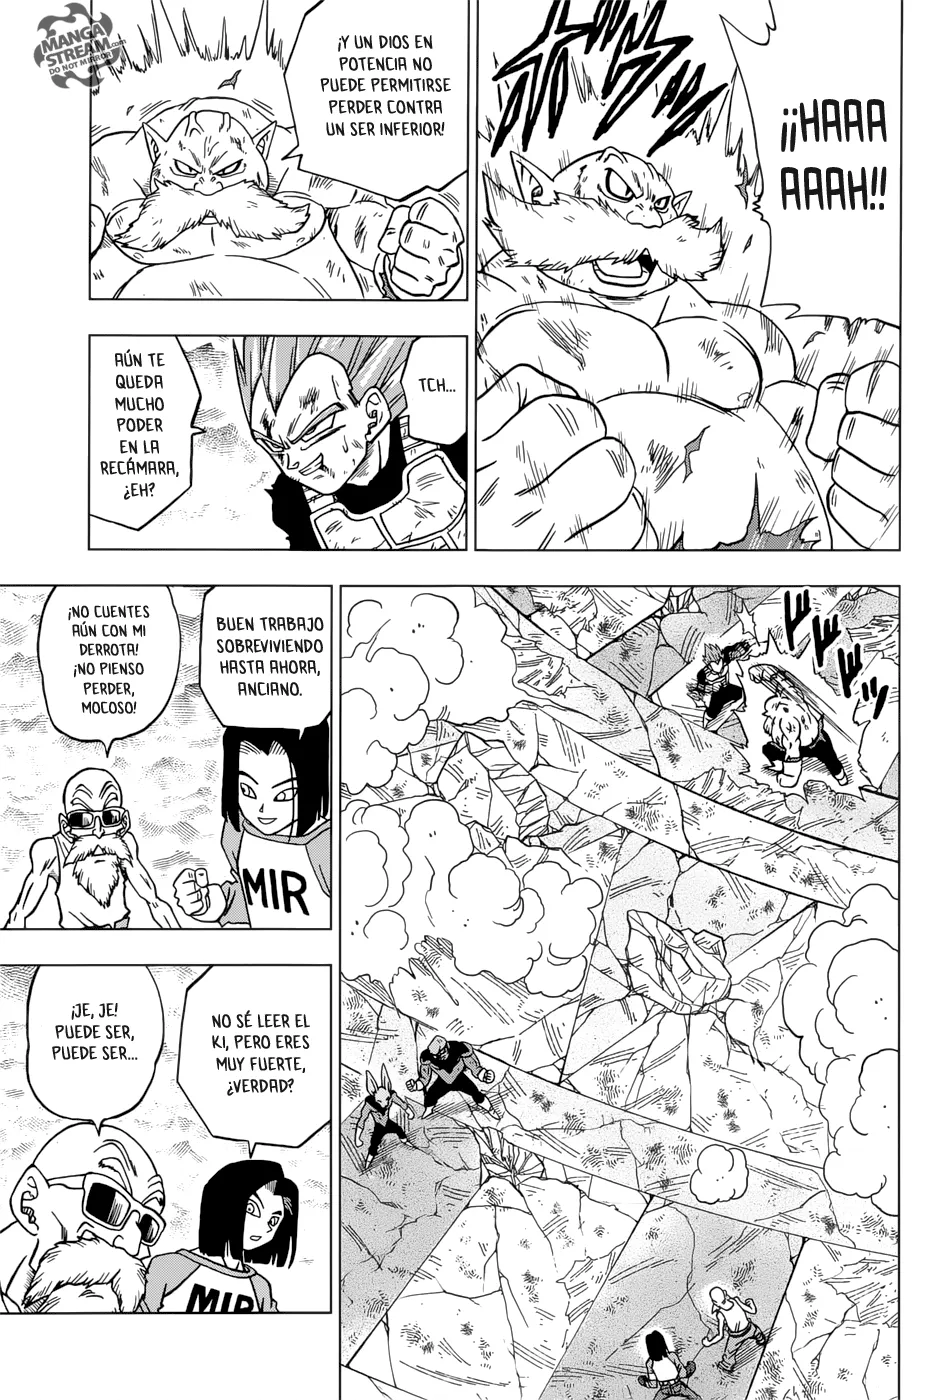 MANGA
STREAM.com
DO NOT MIRROR
¡¡HAAA
AAAH!!
¡Y UN DIOS EN
POTENCIA NO
PUEDE PERMITIRSE
PERDER CONTRA
UN SER INFERIOR!
TCH...
AÚN TE
QUEDA
MUCHO
PODER
EN LA
RECÁMARA,
¿EH?
BUEN TRABAJO
SOBREVIVIENDO
HASTA AHORA,
ANCIANO.
¡NO CUENTES
AÚN CON MI
DERROTA!
¡NO PIENSO
PERDER,
MOCOSO!
MIR
NO SÉ LEER EL
KI, PERO ERES
MUY FUERTE,
¿VERDAD?
¡JE, JE!
PUEDE SER,
PUEDE SER...
MIR